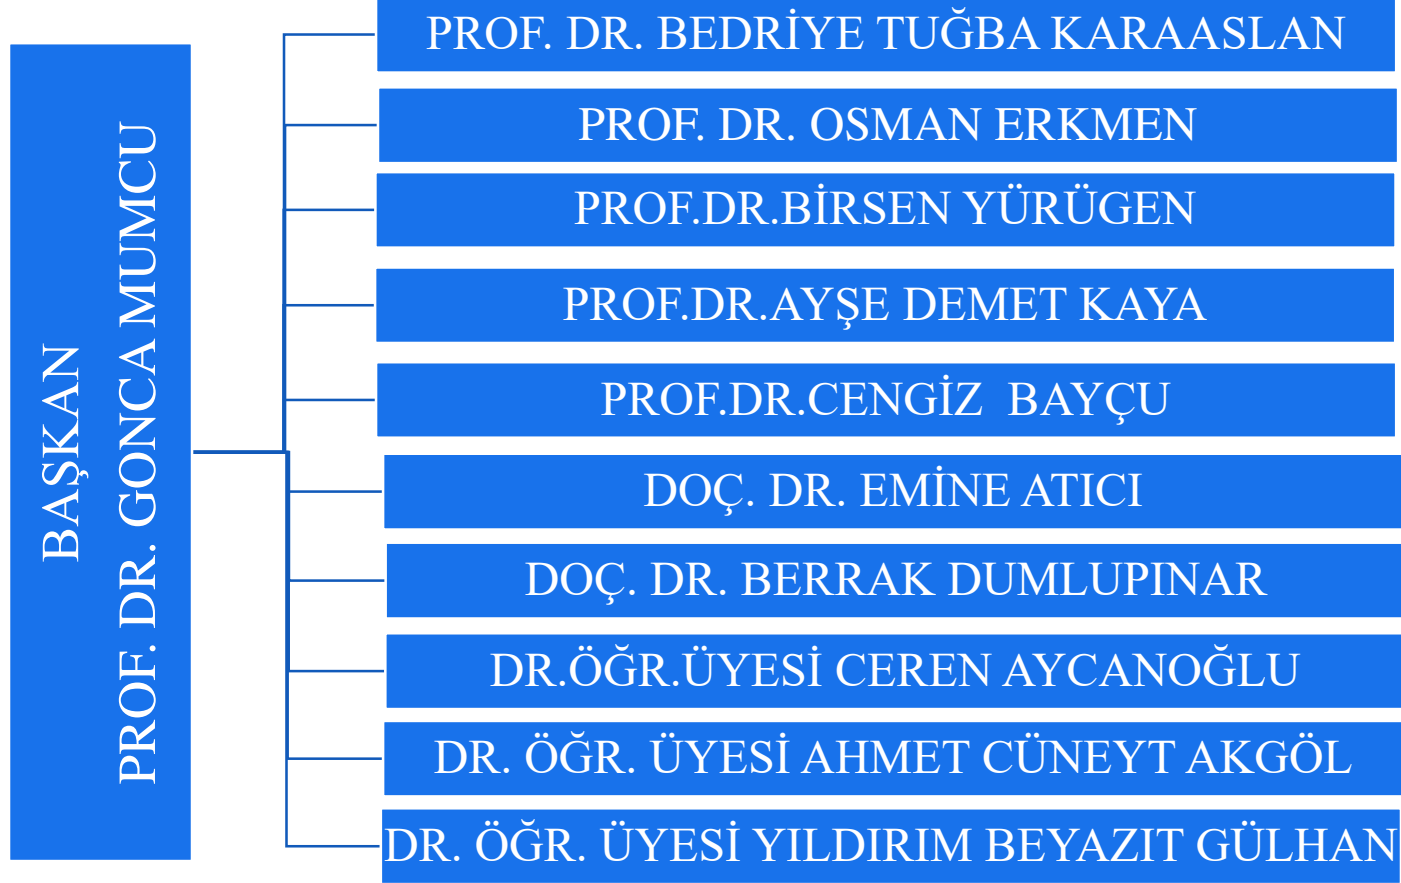 BAŞKAN
PROF. DR. GONCA MUMCU
PROF. DR. BEDRİYE TUĞBA KARAASLAN
PROF. DR. OSMAN ERKMEN
PROF.DR.BİRSEN YÜRÜGEN
PROF.DR.AYŞE DEMET KAYA
PROF.DR.CENGİZ  BAYÇU
DOÇ. DR. EMİNE ATICI
DOÇ. DR. BERRAK DUMLUPINAR
DR.ÖĞR.ÜYESİ CEREN AYCANOĞLU
DR. ÖĞR. ÜYESİ AHMET CÜNEYT AKGÖL
DR. ÖĞR. ÜYESİ YILDIRIM BEYAZIT GÜLHAN